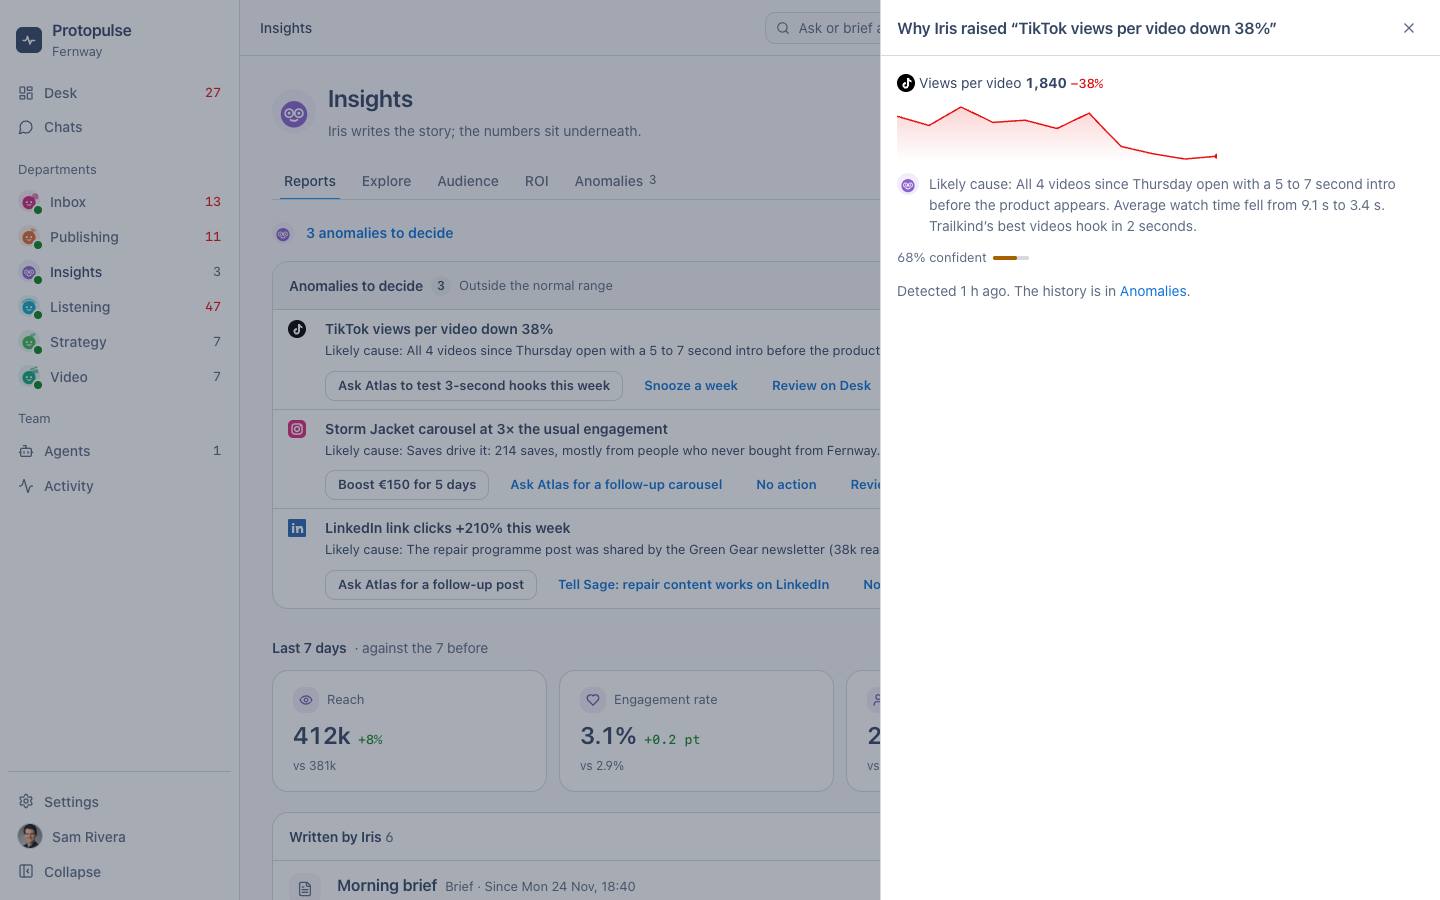 Protopulse
Fernway
Desk 27
Chats
Departments
Inbox 13
Publishing 11
Insights 3
Listening 47
Strategy 7
Video 7
Team
Agents 1
Activity
Settings
Sam Rivera
Collapse
Insights
Ask or brief a
Insights
Iris writes the story; the numbers sit underneath.
Reports Explore Audience ROI Anomalies 3
3 anomalies to decide
Anomalies to decide 3 Outside the normal range
TikTok views per video down 38%
Likely cause: All 4 videos since Thursday open with a 5 to 7 second intro before the product
Ask Atlas to test 3-second hooks this week Snooze a week Review on Desk
Storm Jacket carousel at 3× the usual engagement
Likely cause: Saves drive it: 214 saves, mostly from people who never bought from Fernway.
Boost €150 for 5 days Ask Atlas for a follow-up carousel No action
LinkedIn link clicks +210% this week
Likely cause: The repair programme post was shared by the Green Gear newsletter (38k
Ask Atlas for a follow-up post Tell Sage: repair content works on LinkedIn No
Last 7 days · against the 7 before
Reach
412k +8%
vs 381k
Engagement rate
3.1% +0.2 pt
vs 2.9%
2
vs
Written by Iris 6
Morning brief Brief · Since Mon 24 Nov, 18:40
Why Iris raised “TikTok views per video down 38%”
Views per video 1,840 −38%
Likely cause: All 4 videos since Thursday open with a 5 to 7 second intro
before the product appears. Average watch time fell from 9.1 s to 3.4 s.
Trailkind's best videos hook in 2 seconds.
68% confident
Detected 1 h ago. The history is in Anomalies.